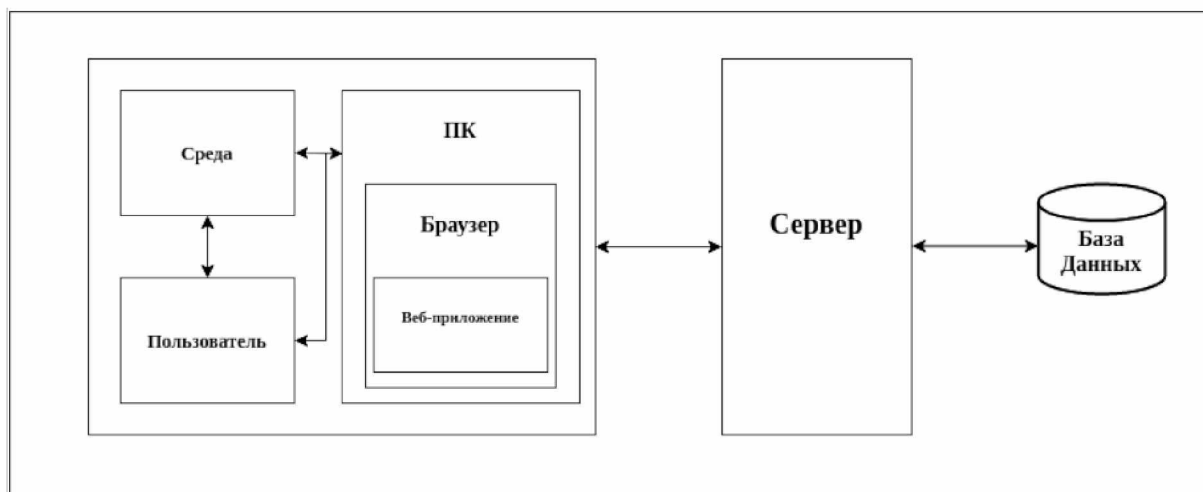 Среда
ПК
Браузер
Веб-приложение
Пользователь
Сервер
База
Данных